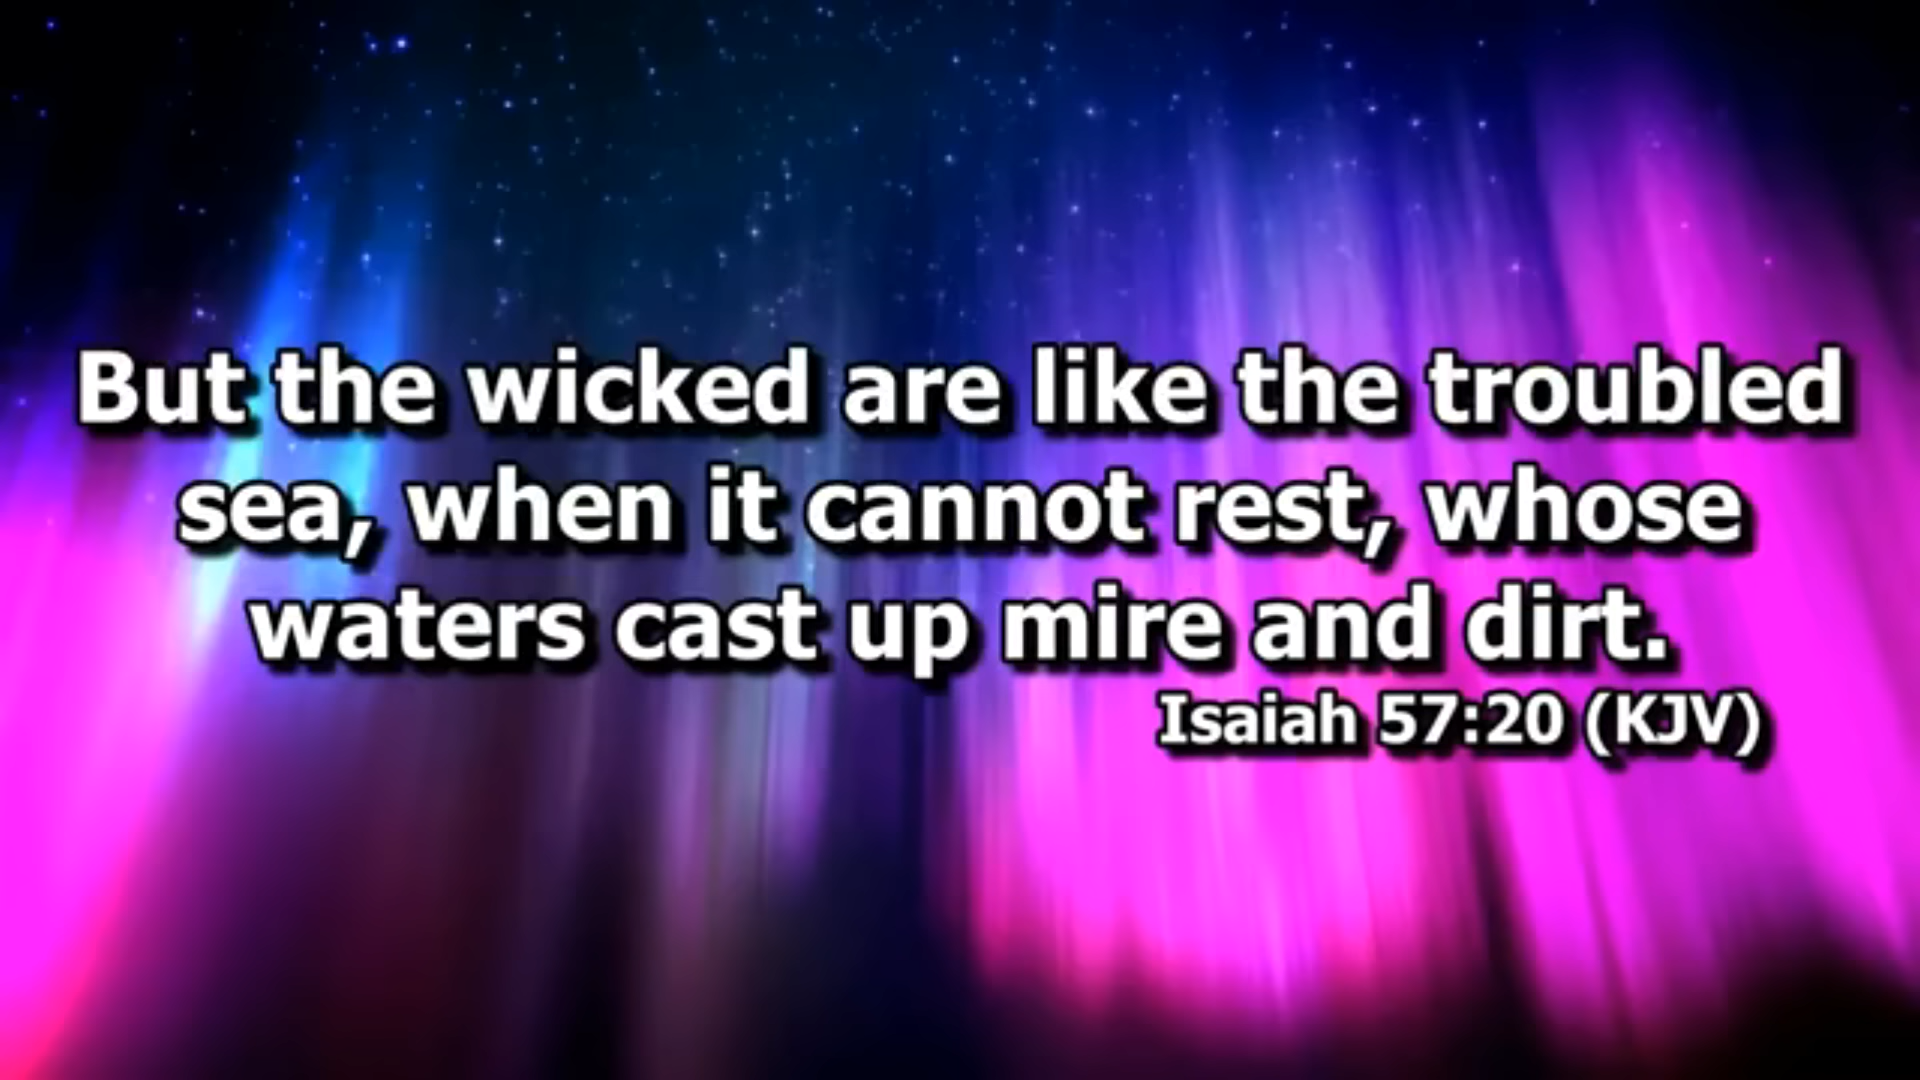 But the wicked are like the troubled
sea, when it cannot rest, whose
waters cast up mire and dirt.
Isaiah 57:20 (KJV)